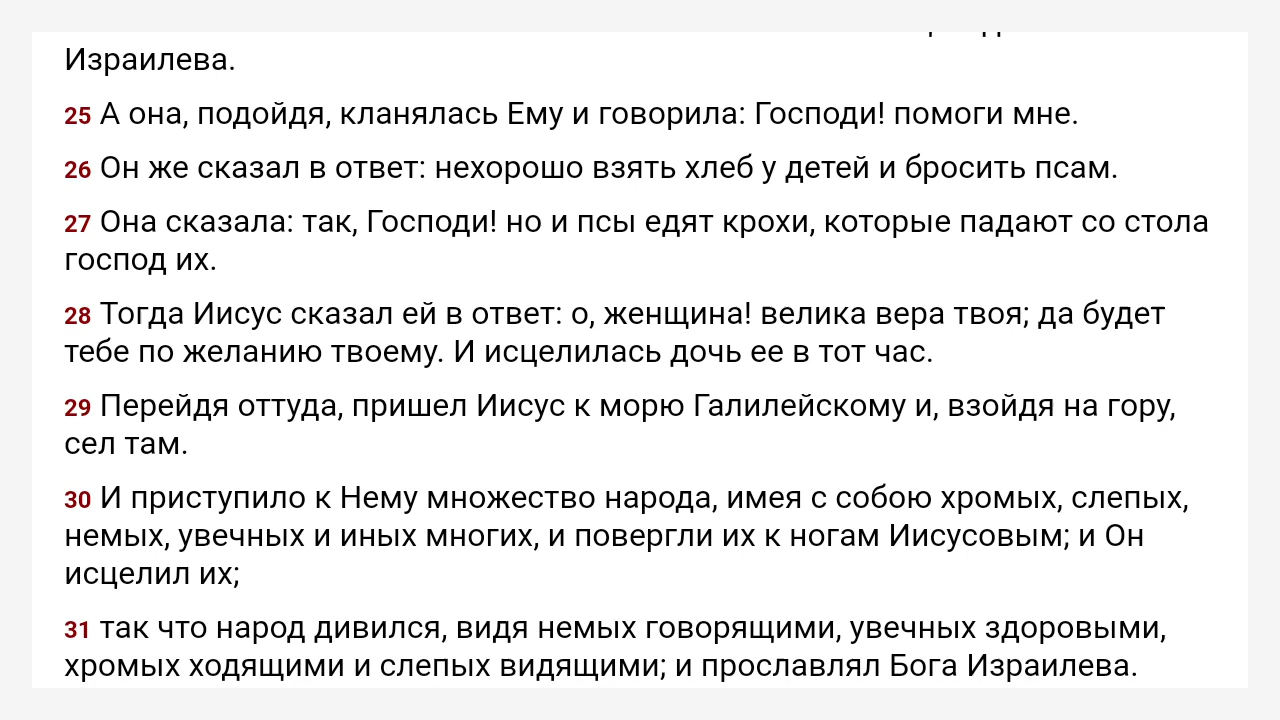 Израилева.
25 А она, подойдя, кланялась Ему и говорила: Господи! помоги мне.
26 Он же сказал в ответ: нехорошо взять хлеб у детей и бросить псам.
27 Она сказала: так, Господи! но и псы едят крохи, которые падают со стола
господ их.
28 Тогда Иисус сказал ей в ответ: о, женщина! велика вера твоя; да будет
тебе по желанию твоему. И исцелилась дочь ее в тот час.
29 Перейдя оттуда, пришел Иисус к морю Галилейскому и, взойдя на гору,
сел там.
30 И приступило к Нему множество народа, имея с собою хромых, слепых,
немых, увечных и иных многих, и повергли их к ногам Иисусовым; и Он
исцелил их;
31 так что народ дивился, видя немых говорящими, увечных здоровыми,
хромых ходящими и слепых видящими; и прославлял Бога Израилева.